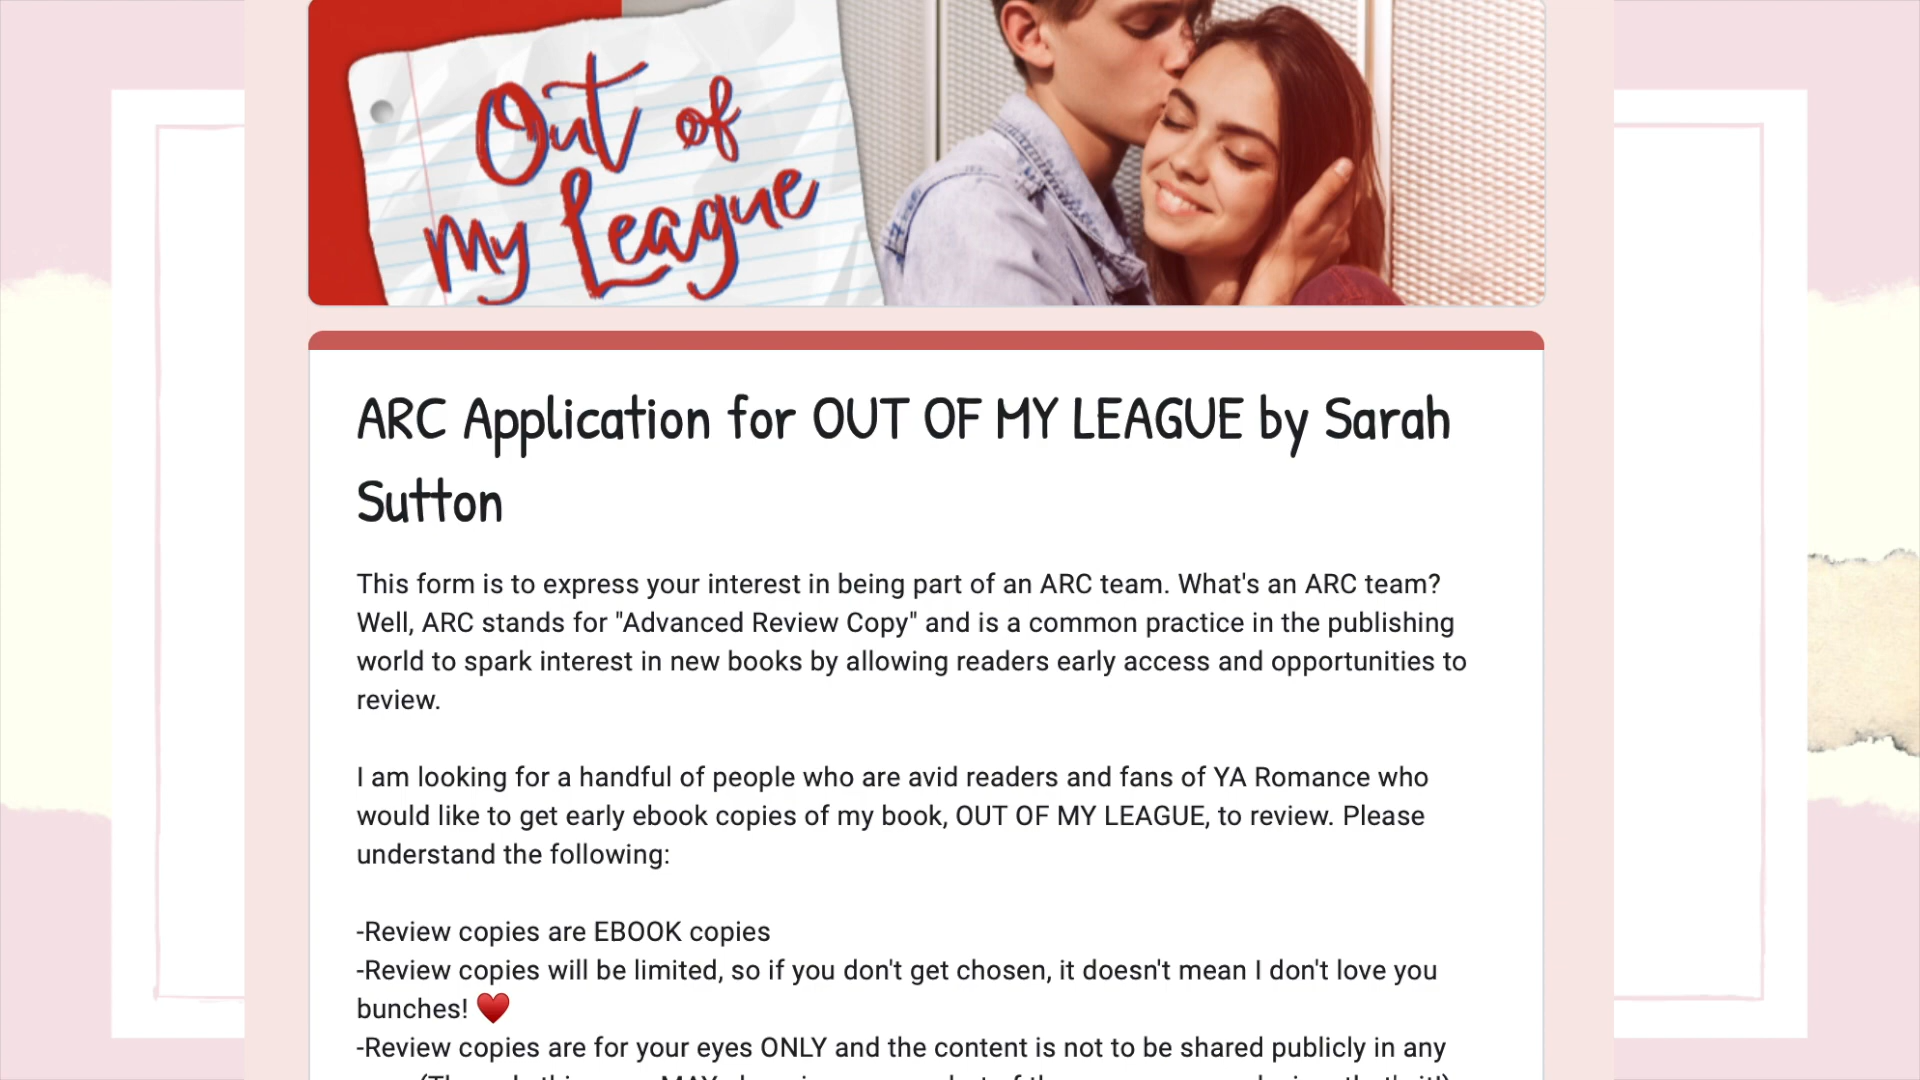 Out of
My League
ARC Application for OUT OF MY LEAGUE by Sarah
Sutton
This form is to express your interest in being part of an ARC team. What's an ARC team?
Well, ARC stands for "Advanced Review Copy" and is a common practice in the publishing
world to spark interest in new books by allowing readers early access and opportunities to
review.
I am looking for a handful of people who are avid readers and fans of YA Romance who
would like to get early ebook copies of my book, OUT OF MY LEAGUE, to review. Please
understand the following:
-Review copies are EBOOK copies
-Review copies will be limited, so if you don't get chosen, it doesn't mean I don't love you
bunches! ♥️
-Review copies are for your eyes ONLY and the content is not to be shared publicly in any